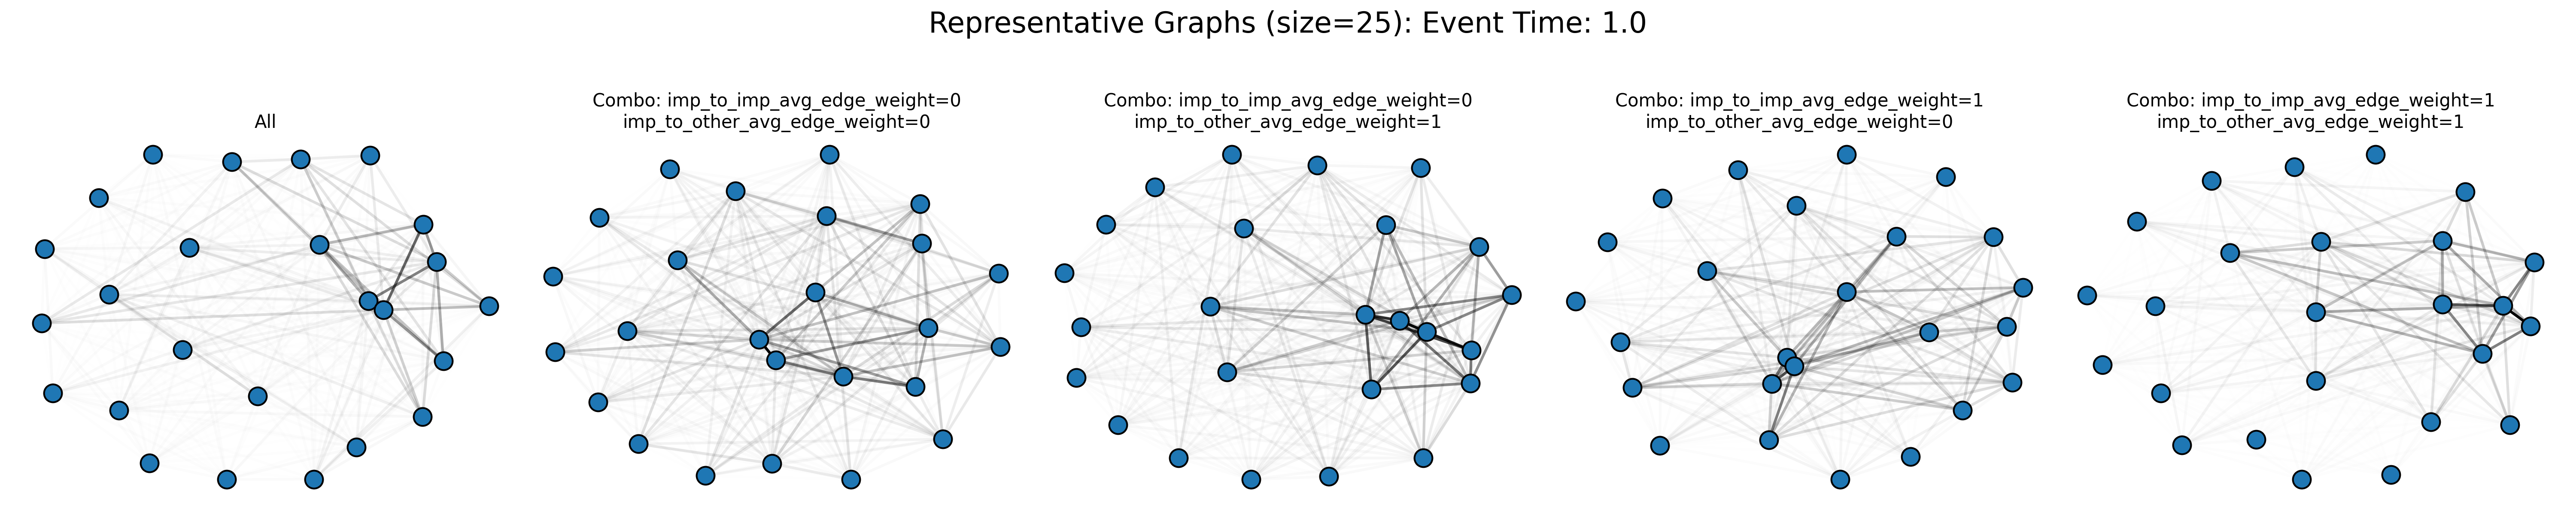 Representative Graphs (size=25): Event Time: 1.0
All
Combo: imp_to_imp_avg_edge_weight=0
imp_to_other_avg_edge_weight=0
Combo: imp_to_imp_avg_edge_weight=0
imp_to_other_avg_edge_weight=1
Combo: imp_to_imp_avg_edge_weight=1
imp_to_other_avg_edge_weight=0
Combo: imp_to_imp_avg_edge_weight=1
imp_to_other_avg_edge_weight=1